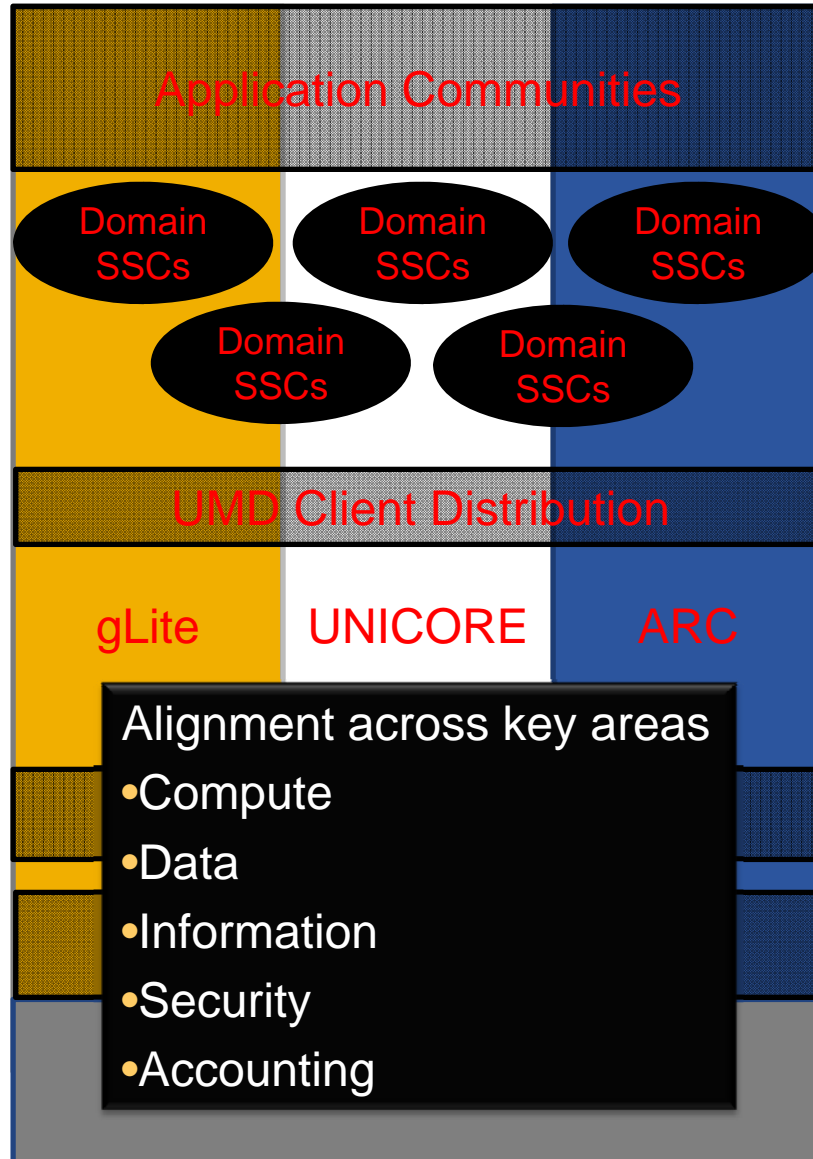 Application Communities
Domain
SSCs
Domain
SSCs
Domain
SSCs
Domain
SSCs
Domain
SSCs
UMD Client Distribution
gLite
UNICORE
ARC
Alignment across key areas
•Compute
•Data
•Information
•Security
•Accounting